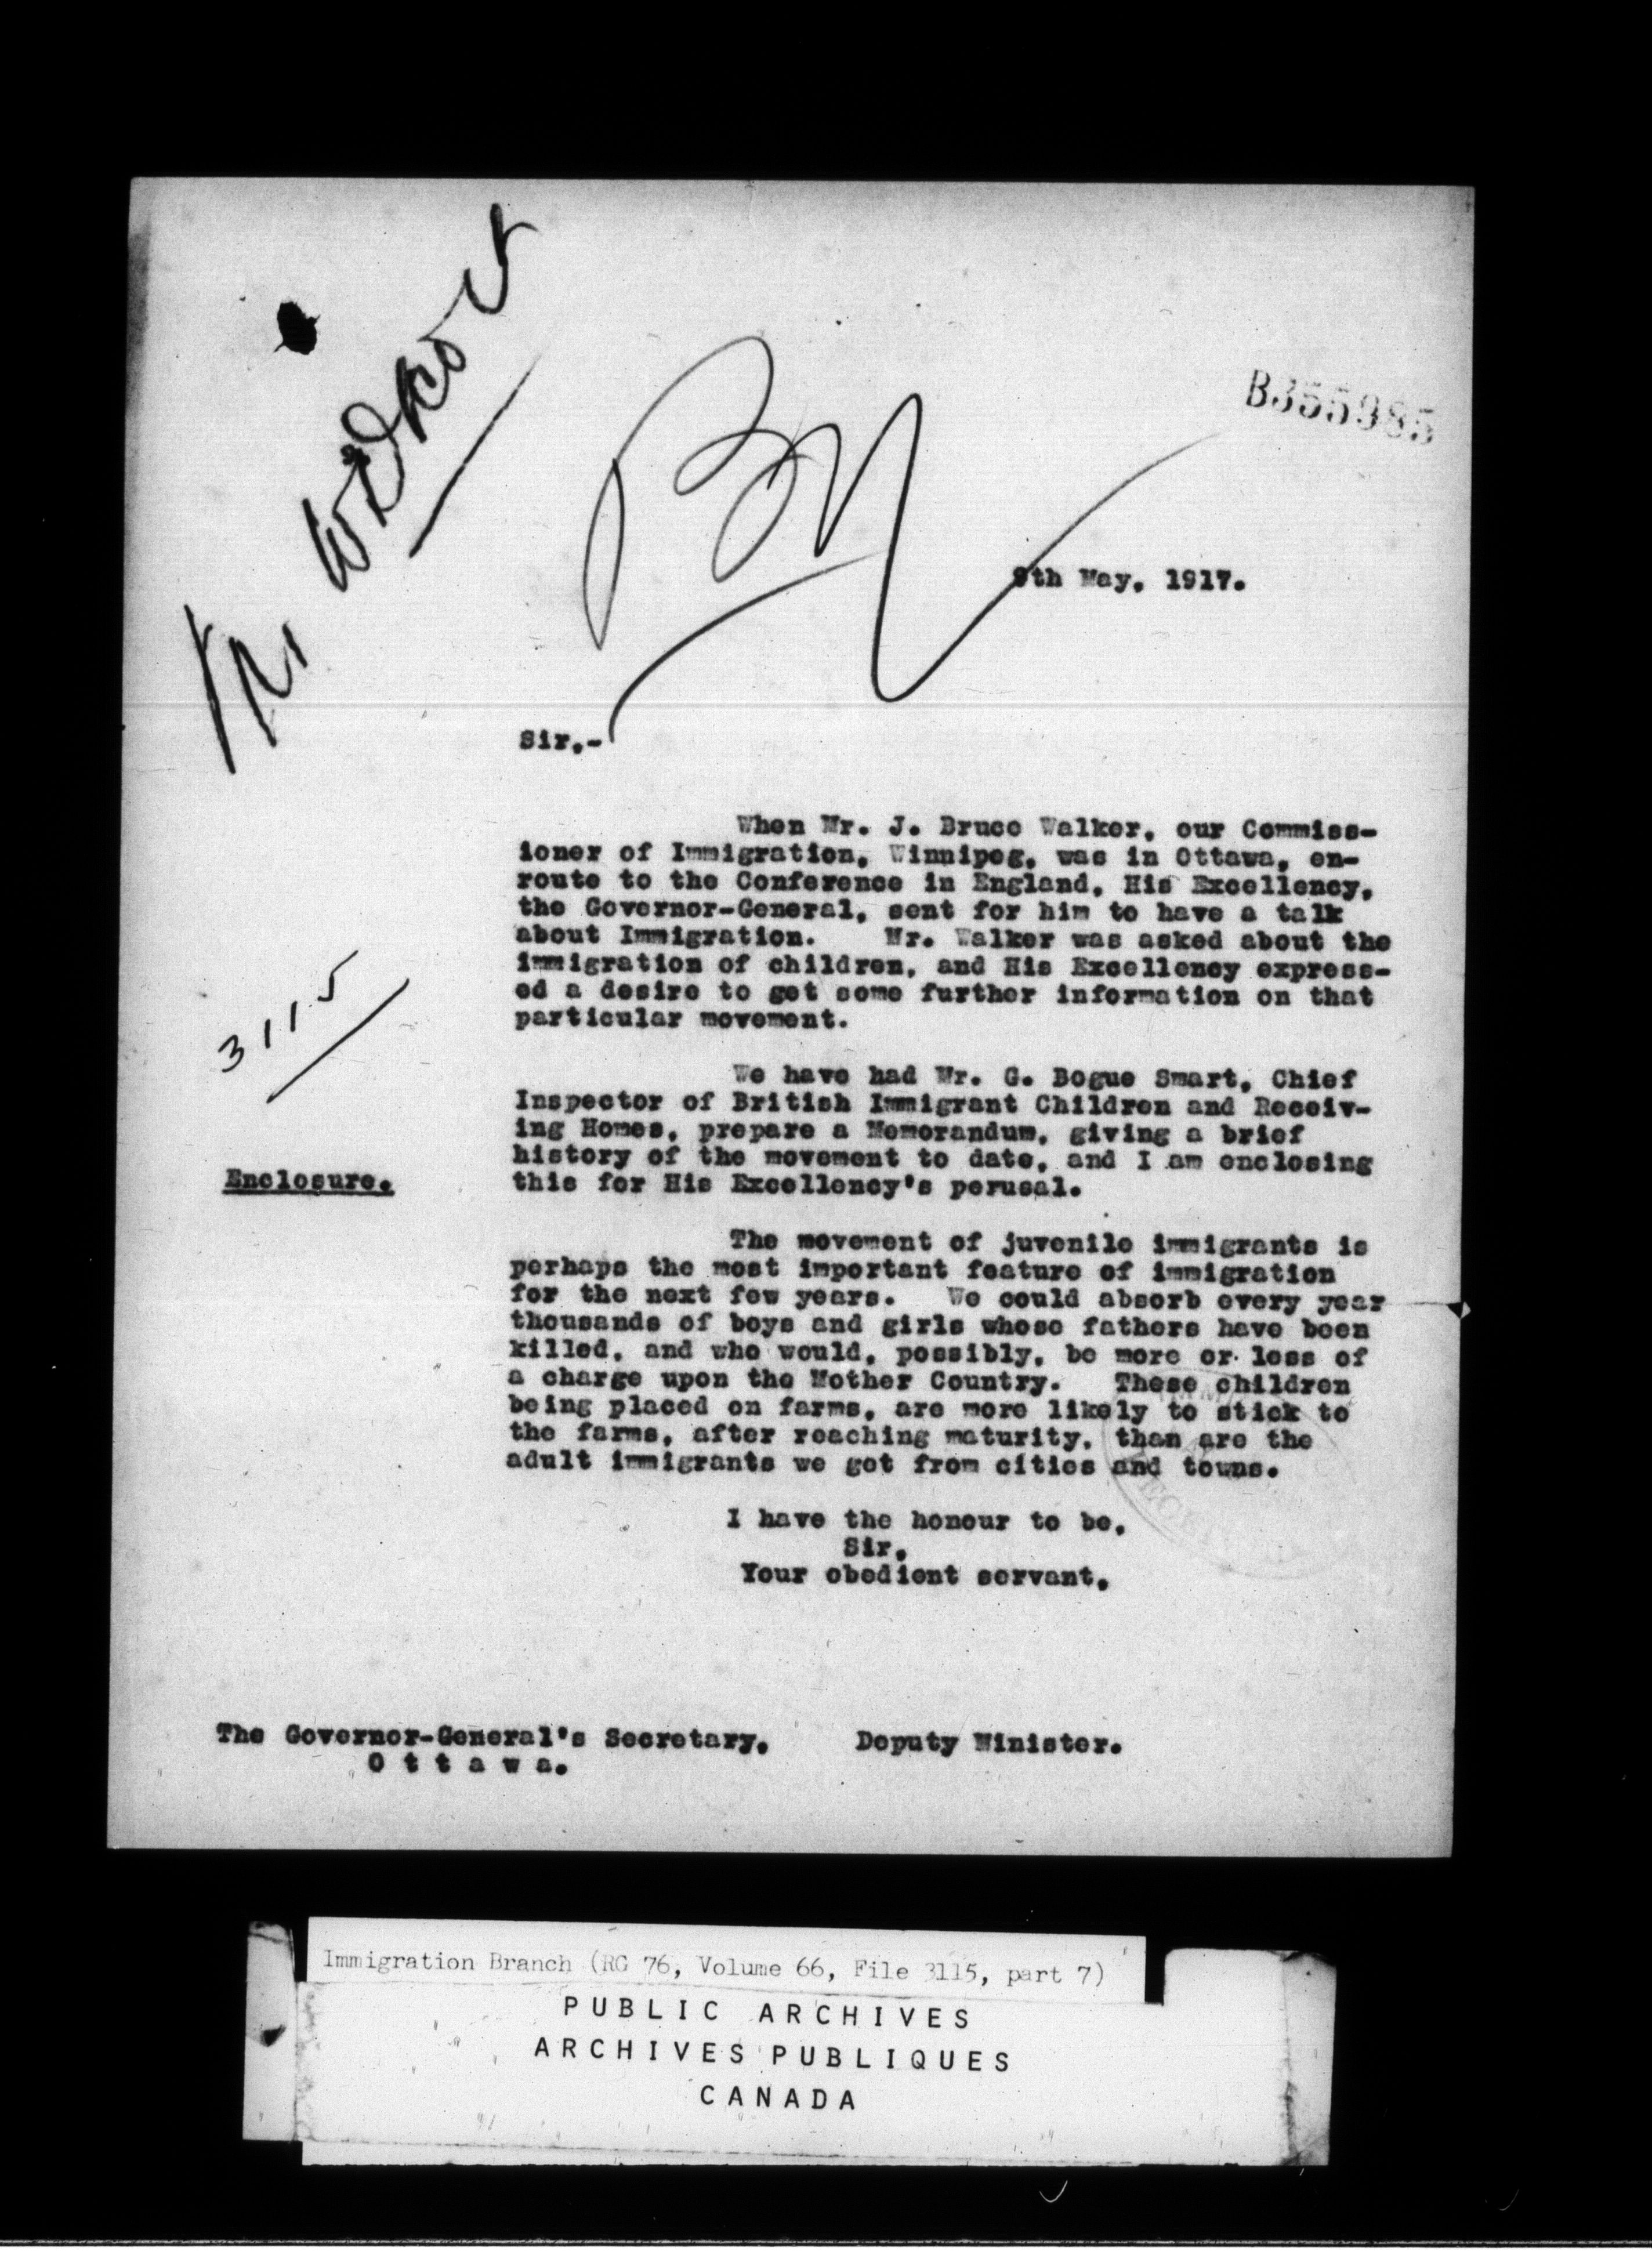 B355985
9th May, 1917.
Sir,-
When Mr. J. Bruce Walker, our Commiss-
ioner of Immigration, Winnipeg, was in Ottawa, en-
route to the Conference in England, His Excellency,
the Governor-General, sent for him to have a talk
about Immigration. Mr. Walker was asked about the
immigration of children, and His Excellency express-
ed a desire to get some further information on that
particular movement.
3115
We have had Mr. G. Bogue Smart, Chief
Inspector of British Immigrant Children and Receiv-
ing Homes, prepare a Memorandum, giving a brief
history of the movement to date, and I am enclosing
this for His Excellency's perusal.
Enclosure.
The movement of juvenile immigrants is
perhaps the most important feature of immigration
for the next few years. We could absorb every year
thousands of boys and girls whose fathers have been
killed, and who would, possibly, be more or less of
a charge upon the Mother Country. These children
being placed on farms, are more likely to stick to
the farms, after reaching maturity, than are the
adult immigrants we get from cities and towns.
I have the honour to be,
Sir,
Your obedient servant,
The Governor-General's Secretary, Deputy Minister.
O t t a w a.
Immigration Branch (RG 76, Volume 66, File 3115, part 7)
PUBLIC ARCHIVES
ARCHIVES PUBLIQUES
CANADA